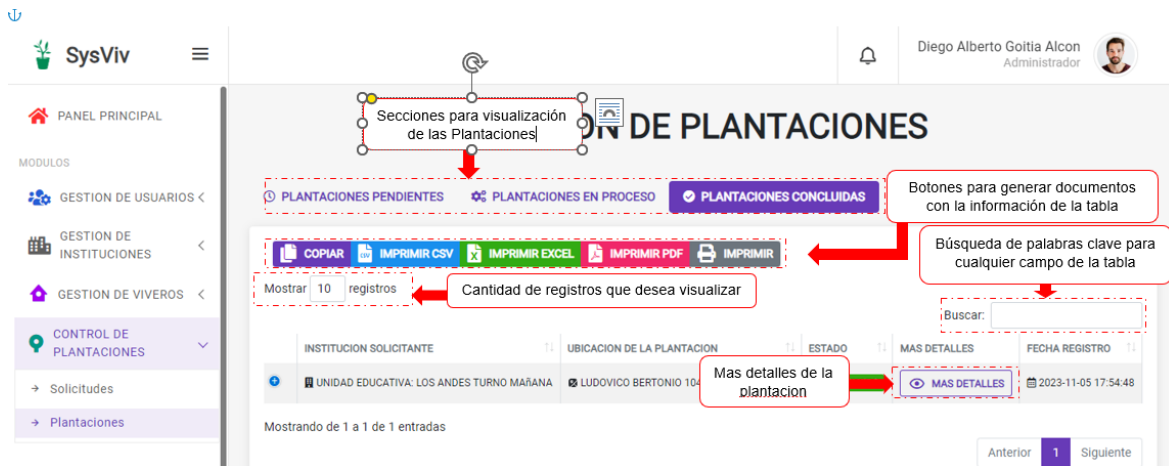 SysViv
Diego Alberto Goitia Alcon
Administrador
PANEL PRINCIPAL
Secciones para visualización
de las Plantaciones
DE PLANTACIONES
MODULOS
GESTION DE USUARIOS
PLANTACIONES PENDIENTES
PLANTACIONES EN PROCESO
PLANTACIONES CONCLUIDAS
Botones para generar documentos
con la información de la tabla
GESTION DE
INSTITUCIONES
COPIAR
IMPRIMIR CSV
IMPRIMIR EXCEL
IMPRIMIR PDF
IMPRIMIR
Búsqueda de palabras clave para
cualquier campo de la tabla
GESTION DE VIVEROS
Mostrar 10 registros
Cantidad de registros que desea visualizar
Buscar:
CONTROL DE
PLANTACIONES
INSTITUCION SOLICITANTE
UBICACION DE LA PLANTACION
ESTADO
MAS DETALLES
FECHA REGISTRO
Solicitudes
UNIDAD EDUCATIVA: LOS ANDES TURNO MAñANA
LUDOVICO BERTONIO 104
Mas detalles de la
plantacion
MAS DETALLES
2023-11-05 17:54:48
Plantaciones
Mostrando de 1 a 1 de 1 entradas
Anterior 1 Siguiente